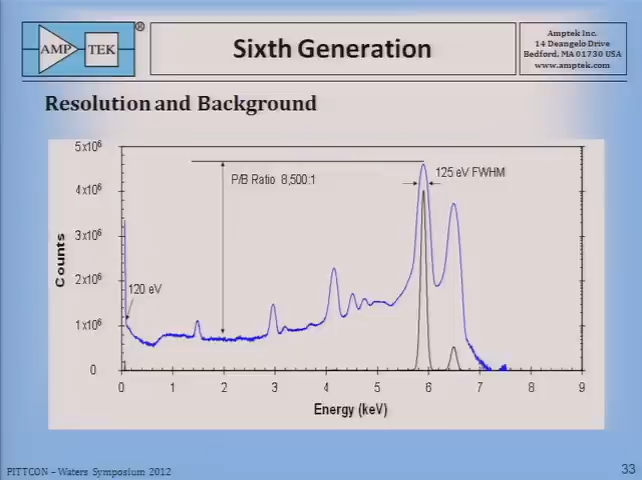 AMP TEK ®
Sixth Generation
Amptek Inc.
14 Deangelo Drive
Bedford, MA 01730 USA
www.amptek.com
Resolution and Background
5x10⁶
4x10⁶
3x10⁶
2x10⁶
1x10⁶
0
Counts
P/B Ratio 8,500:1
125 eV FWHM
120 eV
0 1 2 3 4 5 6 7 8 9
Energy (keV)
PITTCON – Waters Symposium 2012
33